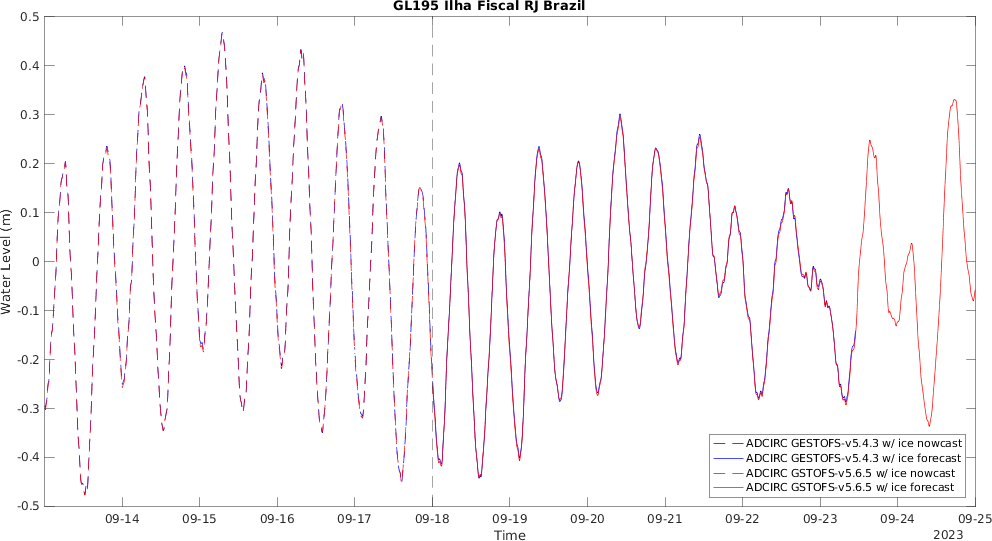 GL195 Ilha Fiscal RJ Brazil
0.5
0.4
0.3
0.2
0.1
0
-0.1
-0.2
-0.3
-0.4
-0.5
Water Level (m)
ADCIRC GESTOFS-v5.4.3 w/ ice nowcast
ADCIRC GESTOFS-v5.4.3 w/ ice forecast
ADCIRC GSTOFS-v5.6.5 w/ ice nowcast
ADCIRC GSTOFS-v5.6.5 w/ ice forecast
09-14 09-15 09-16 09-17 09-18 09-19 09-20 09-21 09-22 09-23 09-24 09-25
Time
2023